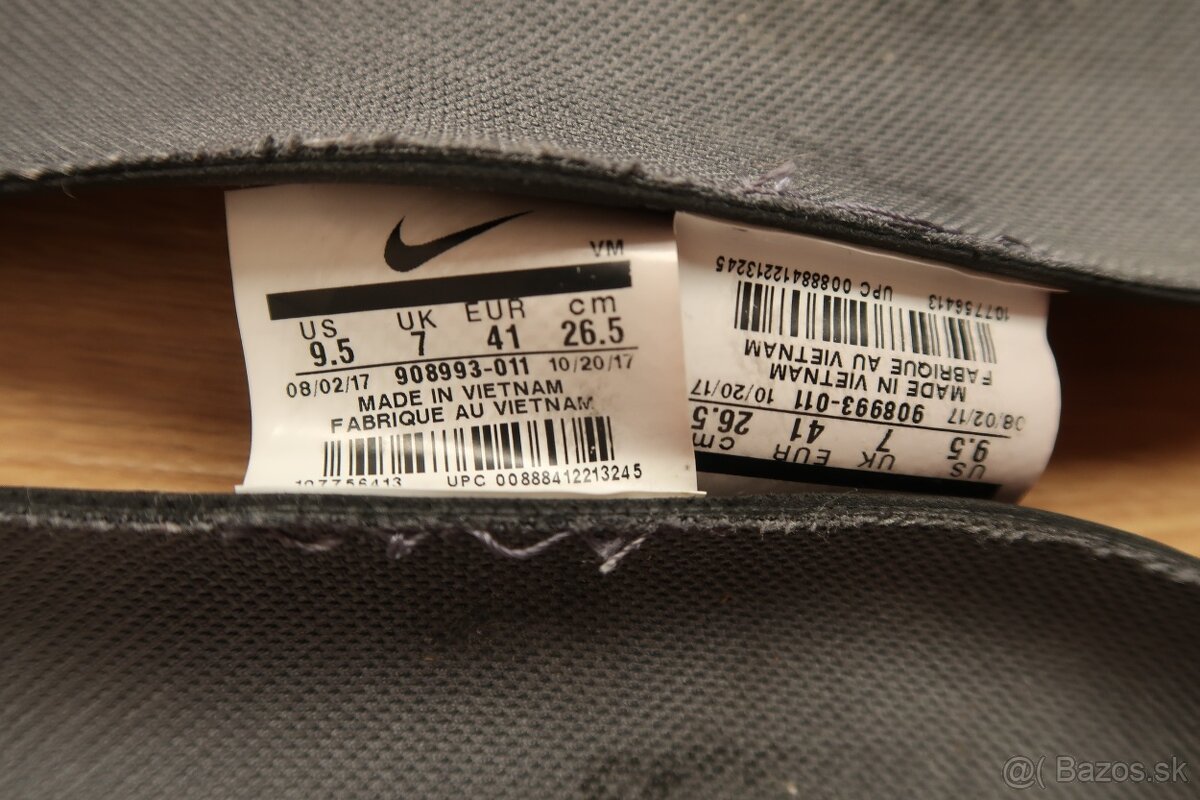 VM
US UK EUR cm
9.5 7 41 26.5
08/02/17 908993-011 10/20/17
MADE IN VIETNAM
FABRIQUE AU VIETNAM
107756413 UPC 00888412213245
US UK EUR cm
9.5 7 41 26.5
08/02/17 908993-011 10/20/17
MADE IN VIETNAM
FABRIQUE AU VIETNAM
107756413 UPC 00888412213245
@( Bazos.sk